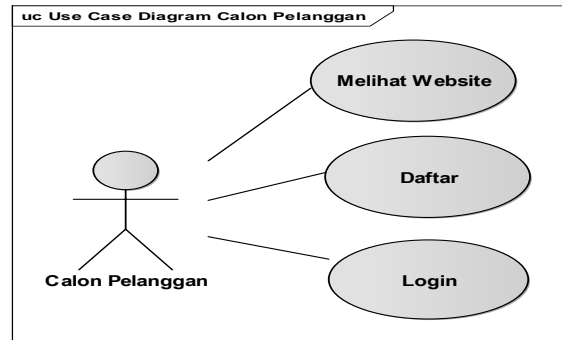 uc Use Case Diagram Calon Pelanggan
Melihat Website
Daftar
Calon Pelanggan
Login